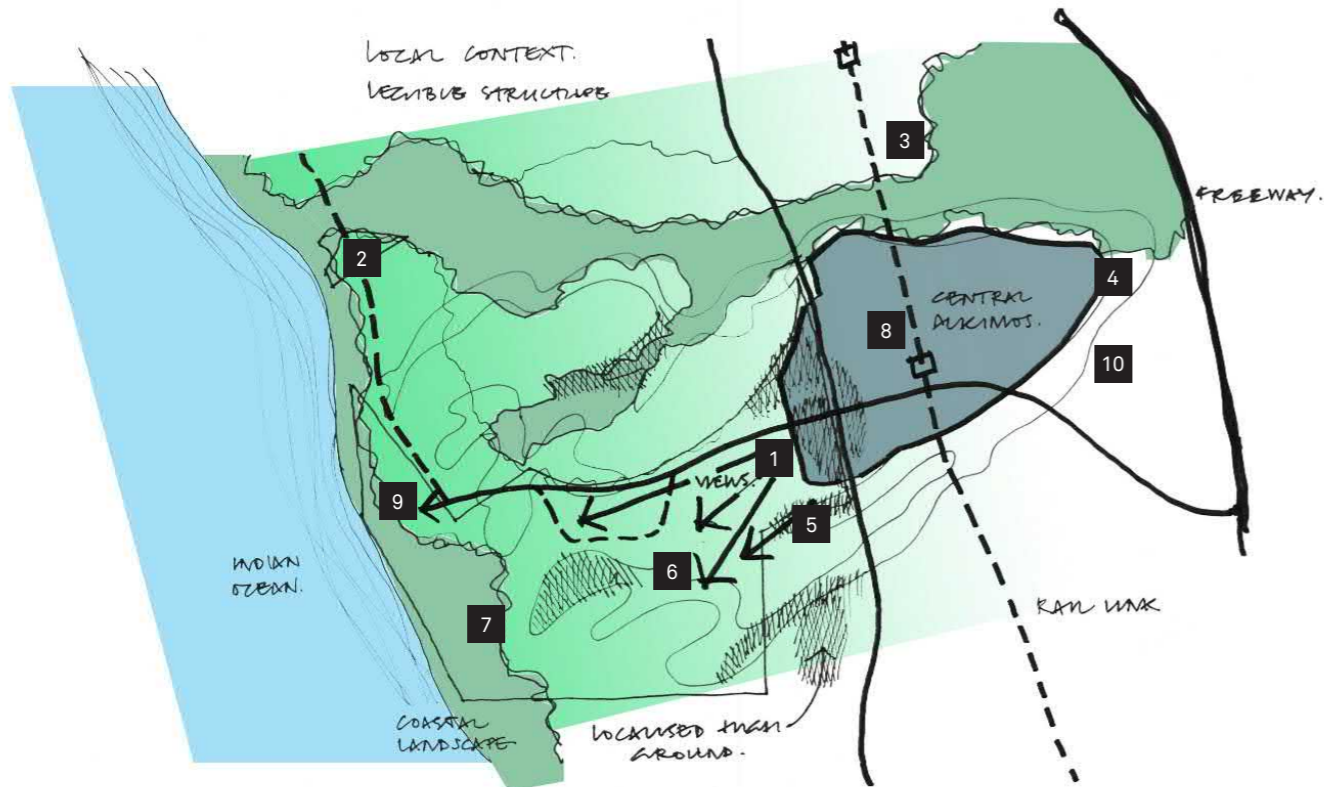 LOCAL CONTEXT.
LEGIBLE STRUCTURE
3
FREEWAY.
2
4
CENTRAL
ALKIMOS.
8
10
1
VIEWS.
9
5
INDIAN
OCEAN.
6
7
RAIL LINK
COASTAL
LANDSCAPE
LOCALISED HIGH
GROUND.